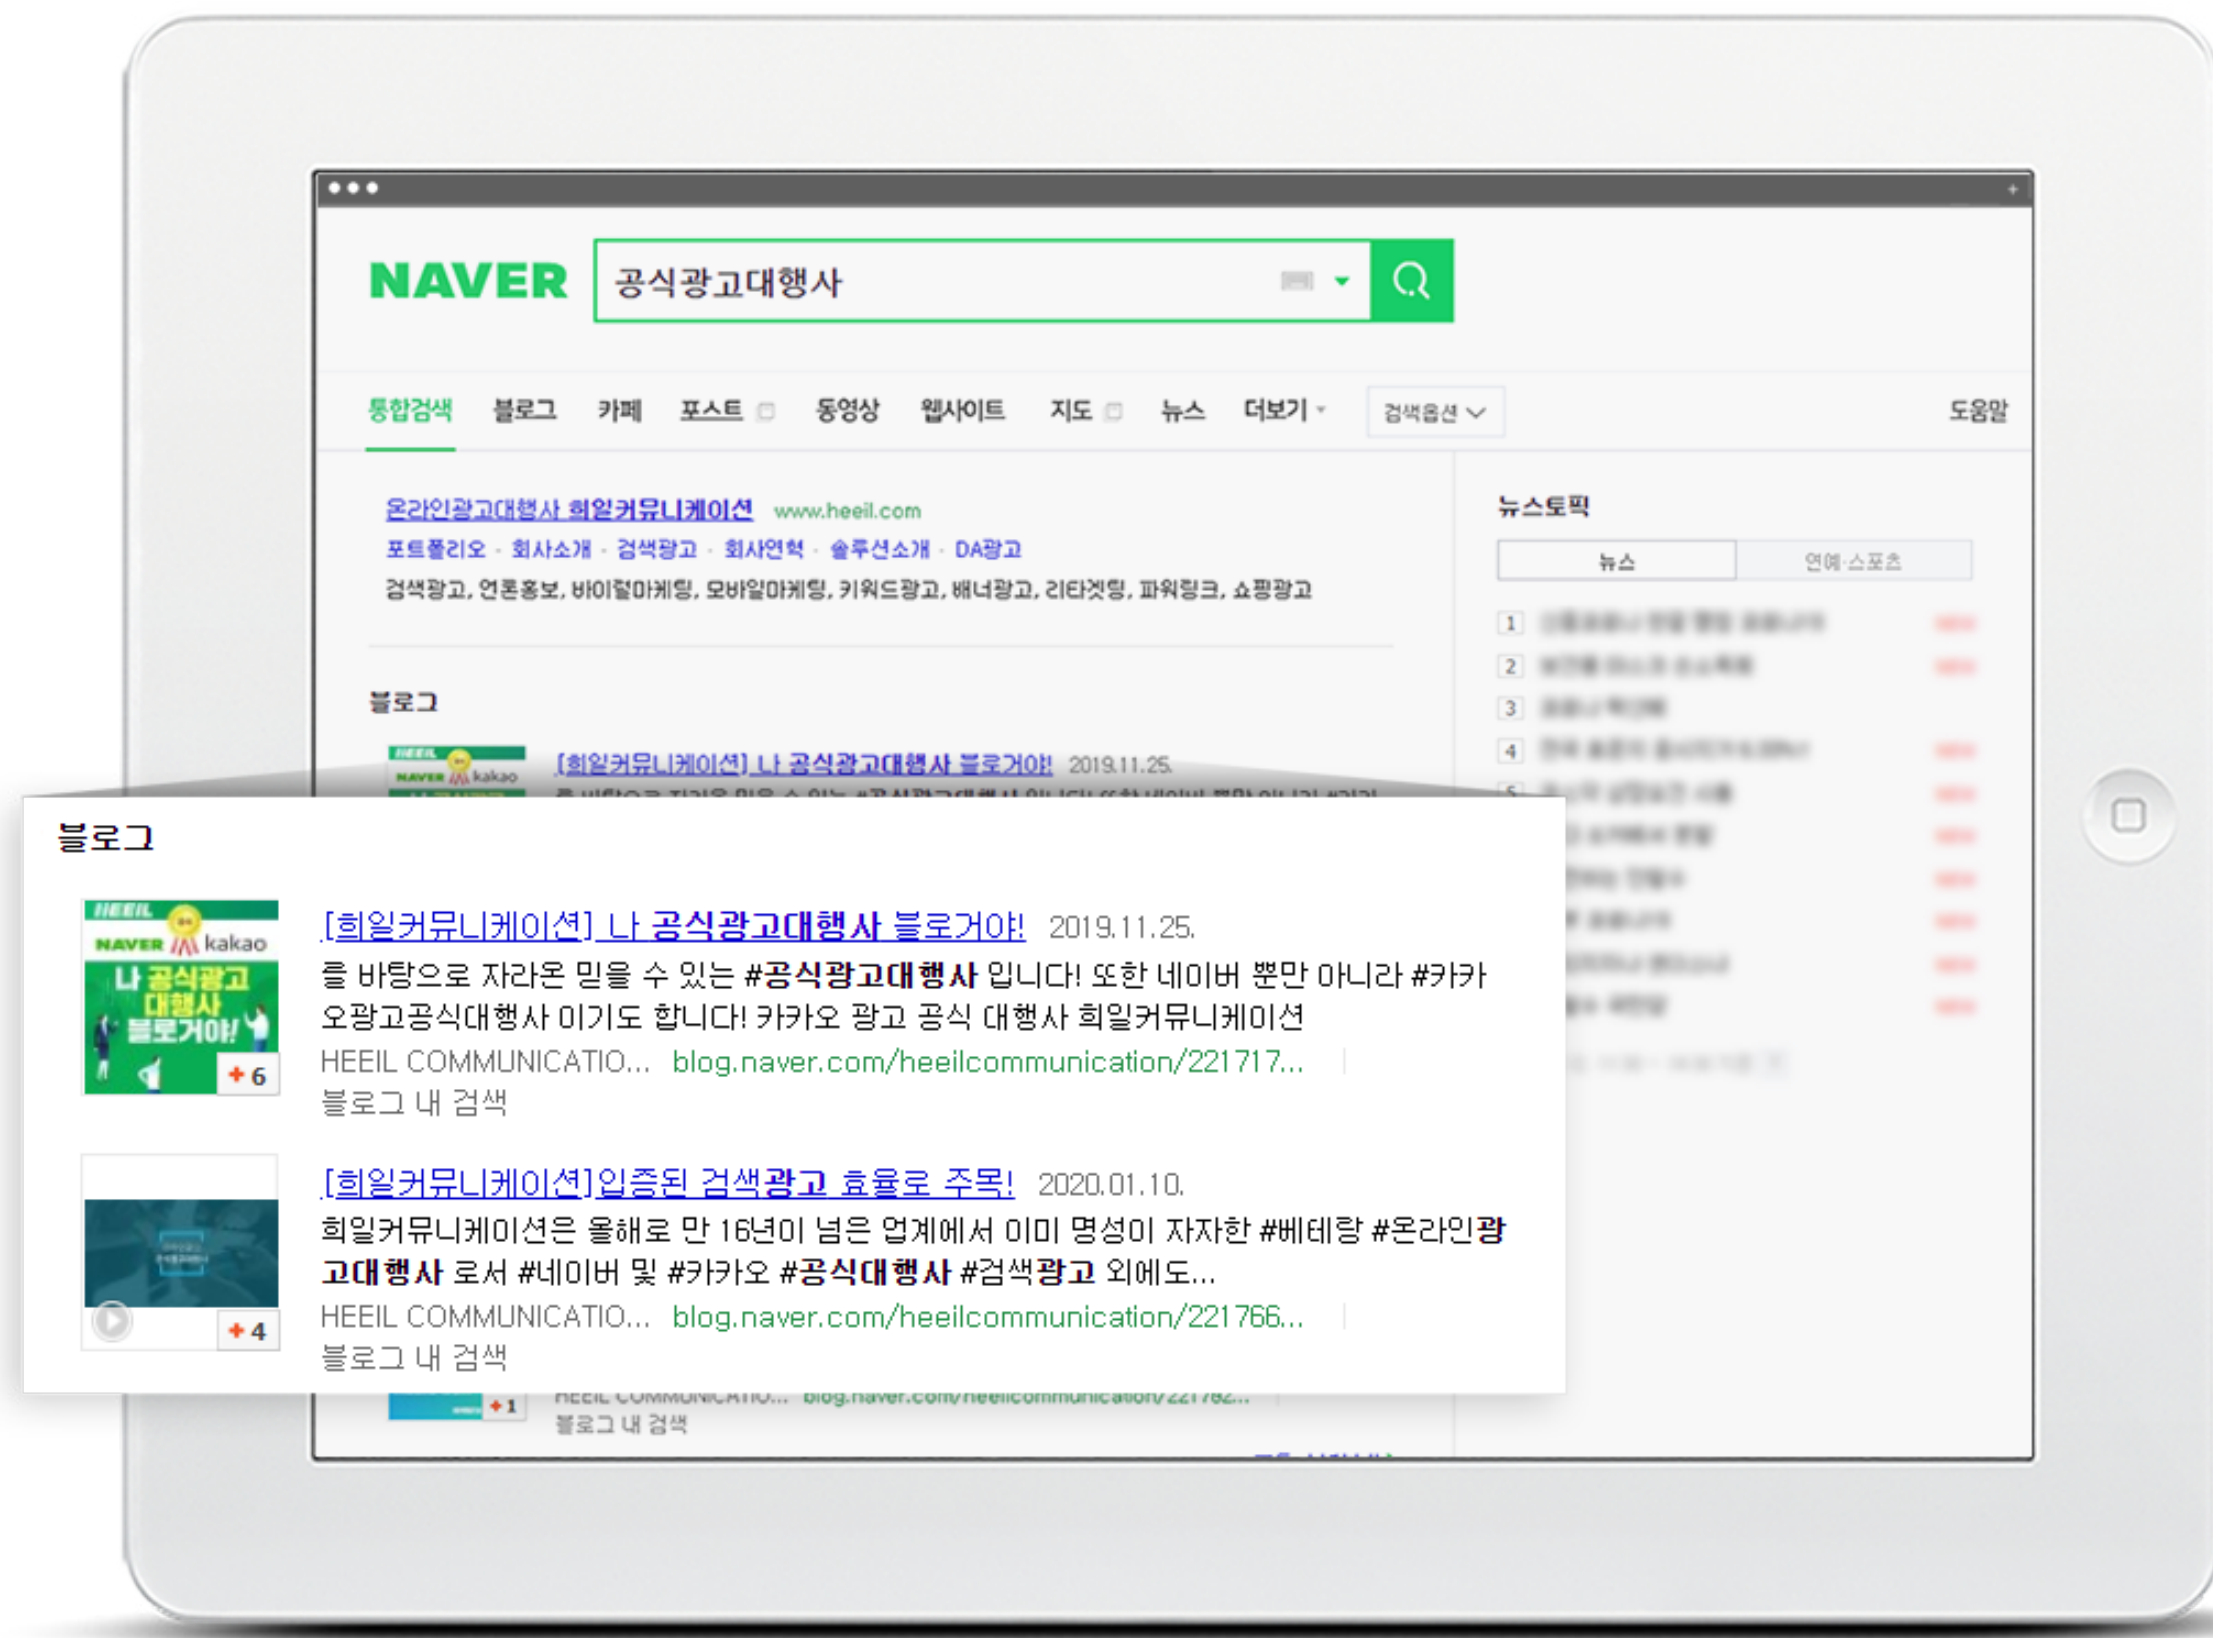 NAVER 공식광고대행사
통합검색 블로그 카페 포스트 동영상 웹사이트 지도 뉴스 더보기 검색옵션 도움말
온라인광고대행사 희일커뮤니케이션 www.heeil.com
포트폴리오 · 회사소개 · 검색광고 · 회사연혁 · 솔루션소개 · DA광고
검색광고, 언론홍보, 바이럴마케팅, 모바일마케팅, 키워드광고, 배너광고, 리타겟팅, 파워링크, 쇼핑광고
블로그
HEEIL
NAVER kakao
[희일커뮤니케이션] 나 공식광고대행사 블로거야! 2019.11.25.
뉴스토픽
뉴스 연예·스포츠
1
2
3
4
5
블로그
HEEIL
NAVER kakao
나 공식광고
대행사
블로거야!
+6
[희일커뮤니케이션] 나 공식광고대행사 블로거야! 2019.11.25.
를 바탕으로 자라온 믿을 수 있는 #공식광고대행사 입니다! 또한 네이버 뿐만 아니라 #카카
오광고공식대행사 이기도 합니다! 카카오 광고 공식 대행사 희일커뮤니케이션
HEEIL COMMUNICATIO... blog.naver.com/heeilcommunication/221717...
블로그 내 검색
+4
[희일커뮤니케이션]입증된 검색광고 효율로 주목! 2020.01.10.
희일커뮤니케이션은 올해로 만 16년이 넘은 업계에서 이미 명성이 자자한 #베테랑 #온라인광
고대행사 로서 #네이버 및 #카카오 #공식대행사 #검색광고 외에도...
HEEIL COMMUNICATIO... blog.naver.com/heeilcommunication/221766...
블로그 내 검색
+1
HEEIL COMMUNICATIO... blog.naver.com/heeilcommunication/221782...
블로그 내 검색